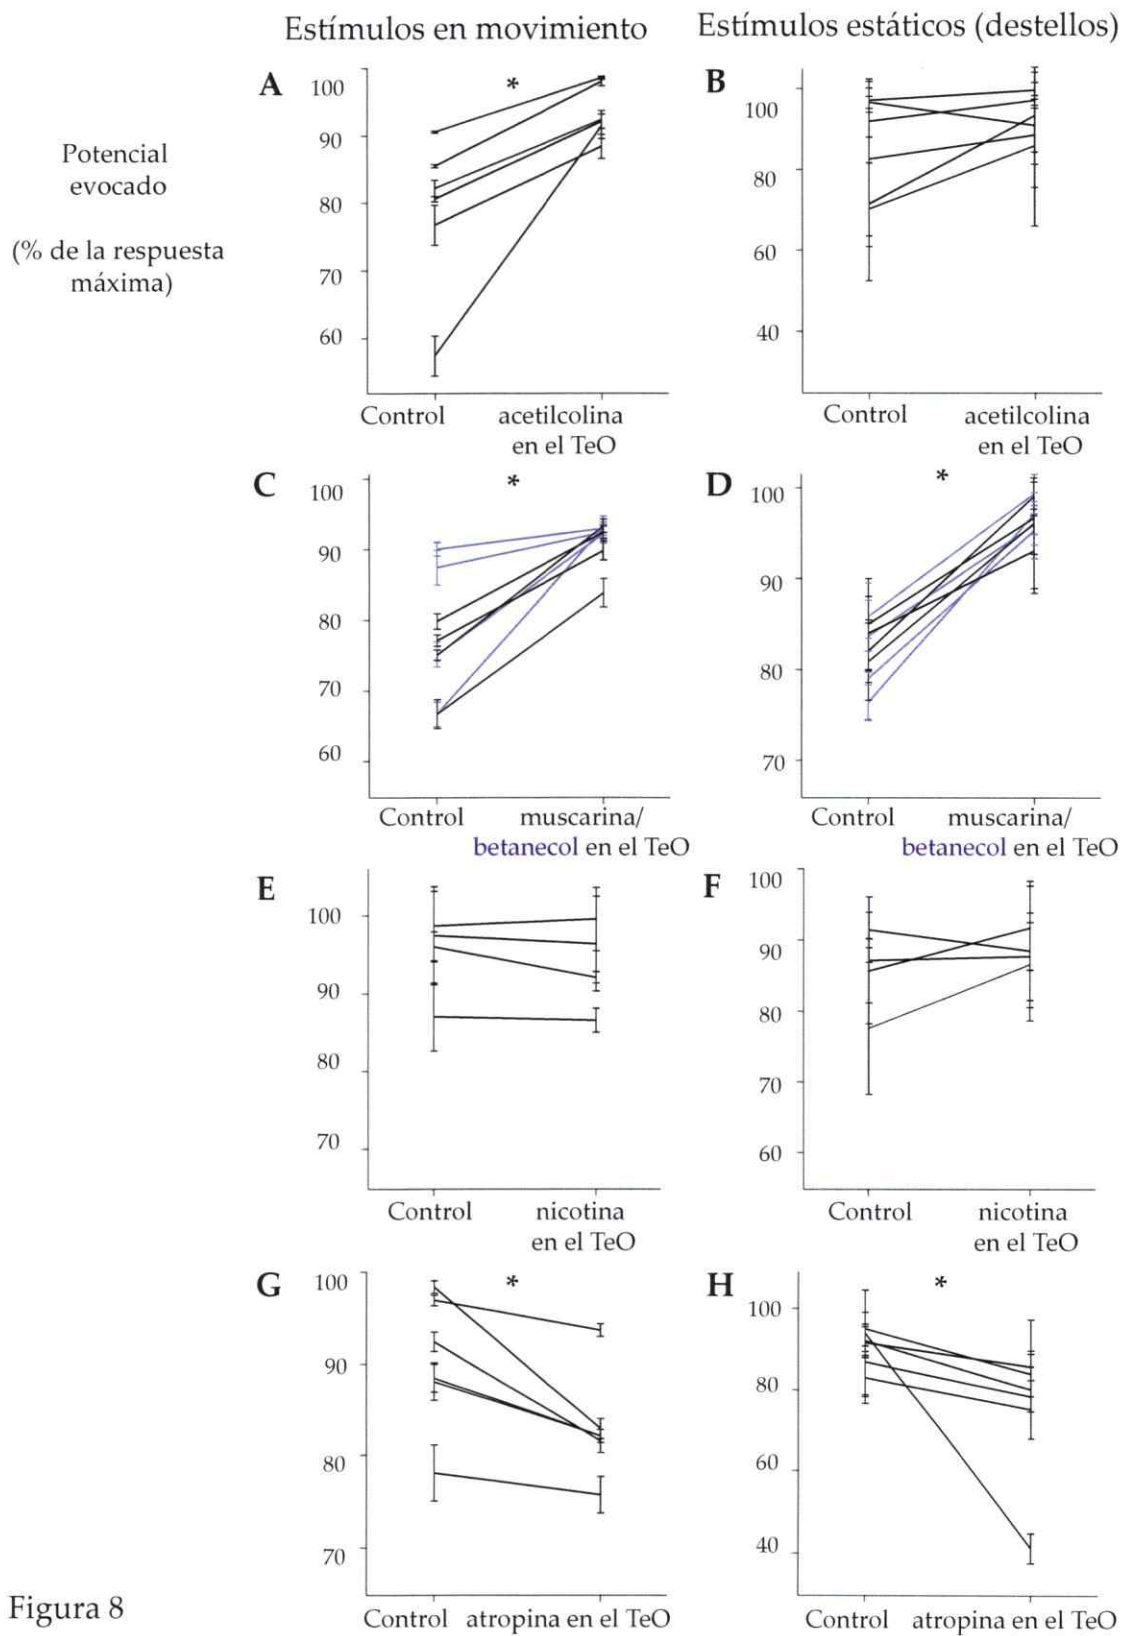 Estímulos en movimiento
Estímulos estáticos (destellos)
Potencial
evocado
(% de la respuesta
máxima)
A
*
100
90
80
70
60
Control
acetilcolina
en el TeO
B
100
80
60
40
Control
acetilcolina
en el TeO
C
*
100
90
80
70
60
Control
muscarina/
betanecol en el TeO
D
*
100
90
80
70
Control
muscarina/
betanecol en el TeO
E
100
90
80
70
Control
nicotina
en el TeO
F
100
90
80
70
60
Control
nicotina
en el TeO
G
*
100
90
80
70
Control
atropina en el TeO
H
*
100
80
60
40
Control
atropina en el TeO
Figura 8